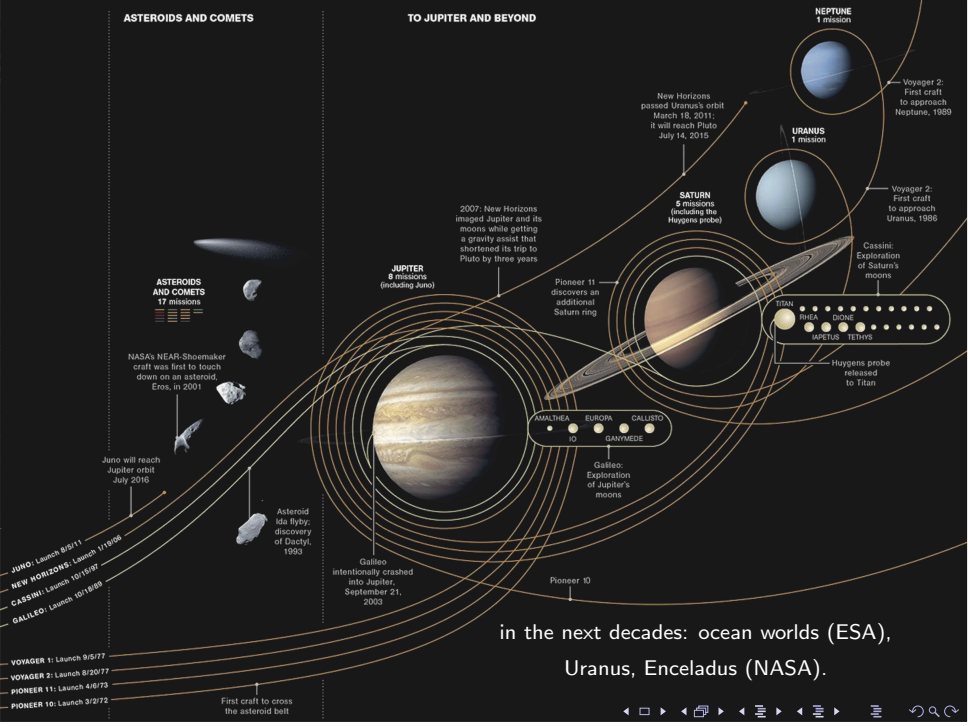 ASTEROIDS AND COMETS
TO JUPITER AND BEYOND
NEPTUNE
1 mission
Voyager 2:
First craft
to approach
Neptune, 1989
New Horizons
passed Uranus's orbit
March 18, 2011;
it will reach Pluto
July 14, 2015
URANUS
1 mission
Voyager 2:
First craft
to approach
Uranus, 1986
SATURN
5 missions
(including the
Huygens probe)
2007: New Horizons
imaged Jupiter and its
moons while getting
a gravity assist that
shortened its trip to
Pluto by three years
Cassini:
Exploration
of Saturn's
moons
JUPITER
8 missions
(including Juno)
Pioneer 11
discovers an
additional
Saturn ring
ASTEROIDS
AND COMETS
17 missions
TITAN
RHEA
DIONE
IAPETUS
TETHYS
NASA's NEAR-Shoemaker
craft was first to touch
down on an asteroid,
Eros, in 2001
Huygens probe
released
to Titan
AMALTHEA
EUROPA
CALLISTO
IO
GANYMEDE
Juno will reach
Jupiter orbit
July 2016
Galileo:
Exploration
of Jupiter's
moons
Asteroid
Ida flyby;
discovery
of Dactyl,
1993
Galileo
intentionally crashed
into Jupiter,
September 21,
2003
Pioneer 10
JUNO: Launch 8/5/11
NEW HORIZONS: Launch 1/19/06
CASSINI: Launch 10/15/97
GALILEO: Launch 10/18/89
VOYAGER 1: Launch 9/5/77
VOYAGER 2: Launch 8/20/77
PIONEER 11: Launch 4/6/73
PIONEER 10: Launch 3/2/72
First craft to cross
the asteroid belt
in the next decades: ocean worlds (ESA),
Uranus, Enceladus (NASA).